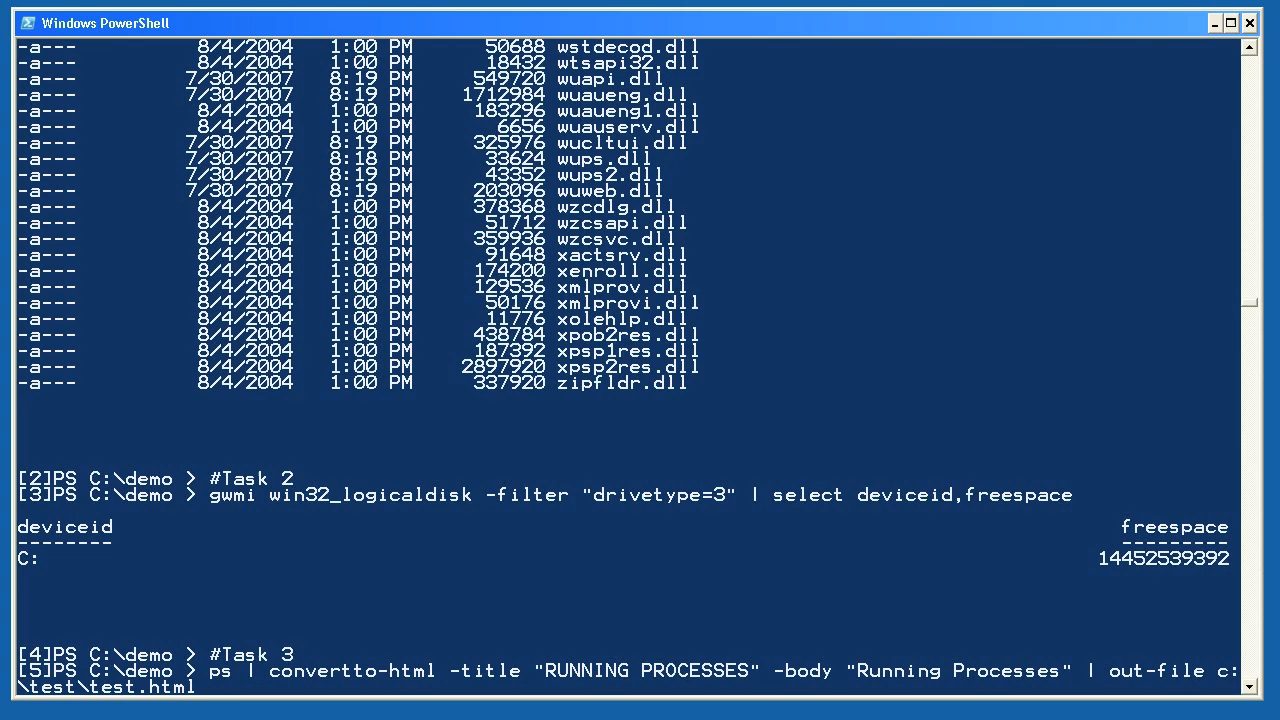 Windows PowerShell
-a--- 8/4/2004 1:00 PM 50688 wstdecod.dll
-a--- 8/4/2004 1:00 PM 18432 wtsapi32.dll
-a--- 7/30/2007 8:19 PM 549720 wuapi.dll
-a--- 7/30/2007 8:19 PM 1712984 wuaueng.dll
-a--- 8/4/2004 1:00 PM 183296 wuaueng1.dll
-a--- 8/4/2004 1:00 PM 6656 wuauserv.dll
-a--- 7/30/2007 8:19 PM 325976 wucltui.dll
-a--- 7/30/2007 8:18 PM 33624 wups.dll
-a--- 7/30/2007 8:19 PM 43352 wups2.dll
-a--- 7/30/2007 8:19 PM 203096 wuweb.dll
-a--- 8/4/2004 1:00 PM 378368 wzcdlg.dll
-a--- 8/4/2004 1:00 PM 51712 wzcsapi.dll
-a--- 8/4/2004 1:00 PM 359936 wzcsvc.dll
-a--- 8/4/2004 1:00 PM 91648 xactsrv.dll
-a--- 8/4/2004 1:00 PM 174200 xenroll.dll
-a--- 8/4/2004 1:00 PM 129536 xmlprov.dll
-a--- 8/4/2004 1:00 PM 50176 xmlprovi.dll
-a--- 8/4/2004 1:00 PM 11776 xolehlp.dll
-a--- 8/4/2004 1:00 PM 438784 xpob2res.dll
-a--- 8/4/2004 1:00 PM 187392 xpsp1res.dll
-a--- 8/4/2004 1:00 PM 2897920 xpsp2res.dll
-a--- 8/4/2004 1:00 PM 337920 zipfldr.dll
[2]PS C:\demo > #Task 2
[3]PS C:\demo > gwmi win32_logicaldisk -filter "drivetype=3" | select deviceid,freespace
deviceid freespace
-------- ---------
C: 14452539392
[4]PS C:\demo > #Task 3
[5]PS C:\demo > ps | convertto-html -title "RUNNING PROCESSES" -body "Running Processes" | out-file c:
\test\test.html